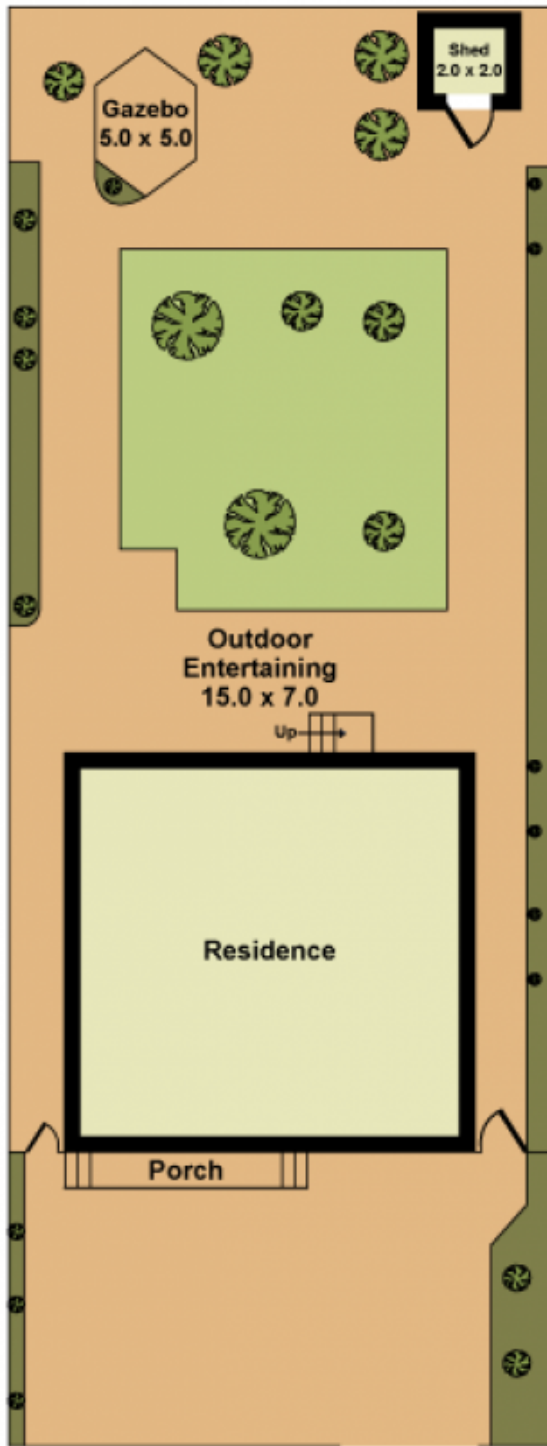 Shed
2.0 x 2.0
Gazebo
5.0 x 5.0
Outdoor
Entertaining
15.0 x 7.0
Up
Residence
Porch